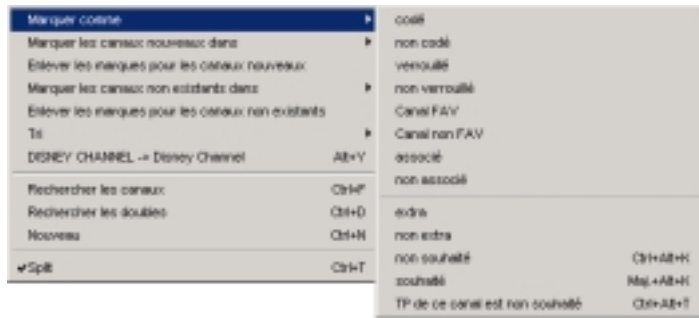 Marquer comme
Marquer les canaux nouveaux dans
Enlever les marques pour les canaux nouveaux
Marquer les canaux non existants dans
Enlever les marques pour les canaux non existants
Tri
DISNEY CHANNEL -> Disney Channel Alt+V
Rechercher les canaux Ctrl+F
Rechercher les doubles Ctrl+D
Nouveau Ctrl+N
Split Ctrl+T
codé
non codé
verrouillé
non verrouillé
Canal FAV
Canal non FAV
associé
non associé
extra
non extra
non souhaité Ctrl+Alt+K
souhaité Maj.+Alt+K
TP de ce canal est non souhaité Ctrl+Alt+T